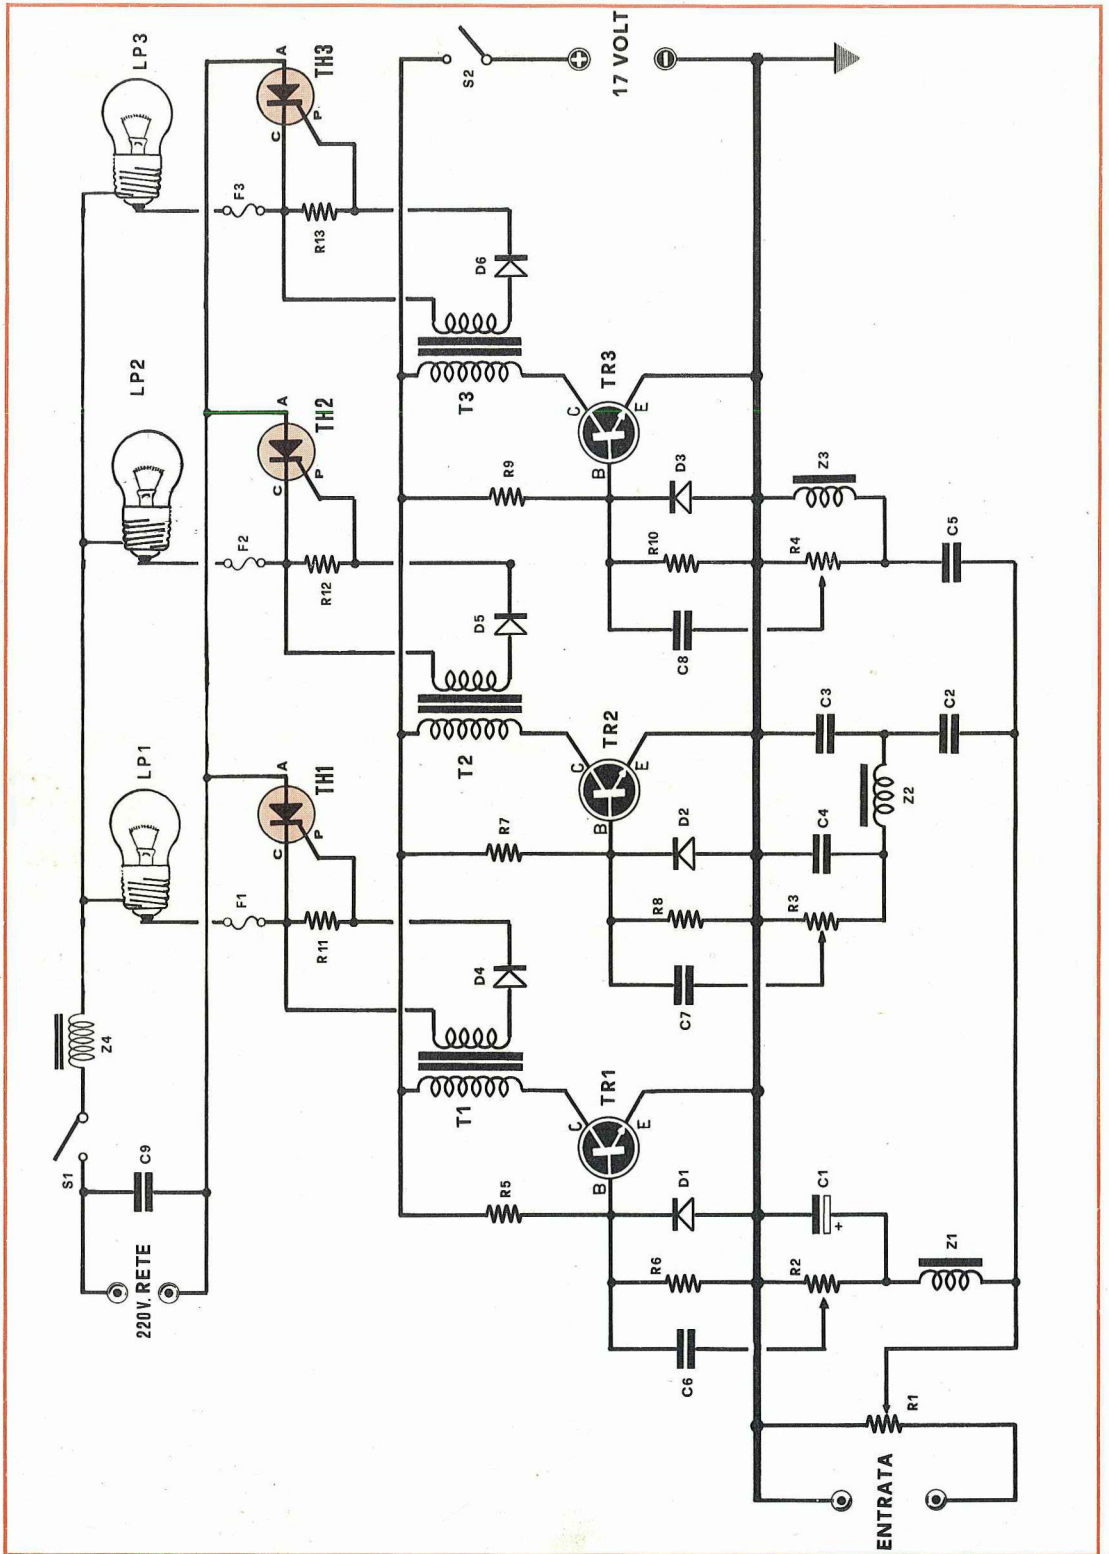 LP1
LP2
LP3
S1
Z4
C9
220V. RETE
F1
F2
F3
R11
R12
R13
C
A
P
TH1
C
A
P
TH2
C
A
P
TH3
D4
D5
D6
T1
T2
T3
S2
+
17 VOLT
−
R5
R7
R9
B
C
E
TR1
B
C
E
TR2
B
C
E
TR3
C6
R6
D1
C7
R8
D2
C8
R10
D3
R2
C1
+
Z1
R3
C4
Z2
C3
C2
R4
Z3
C5
R1
ENTRATA